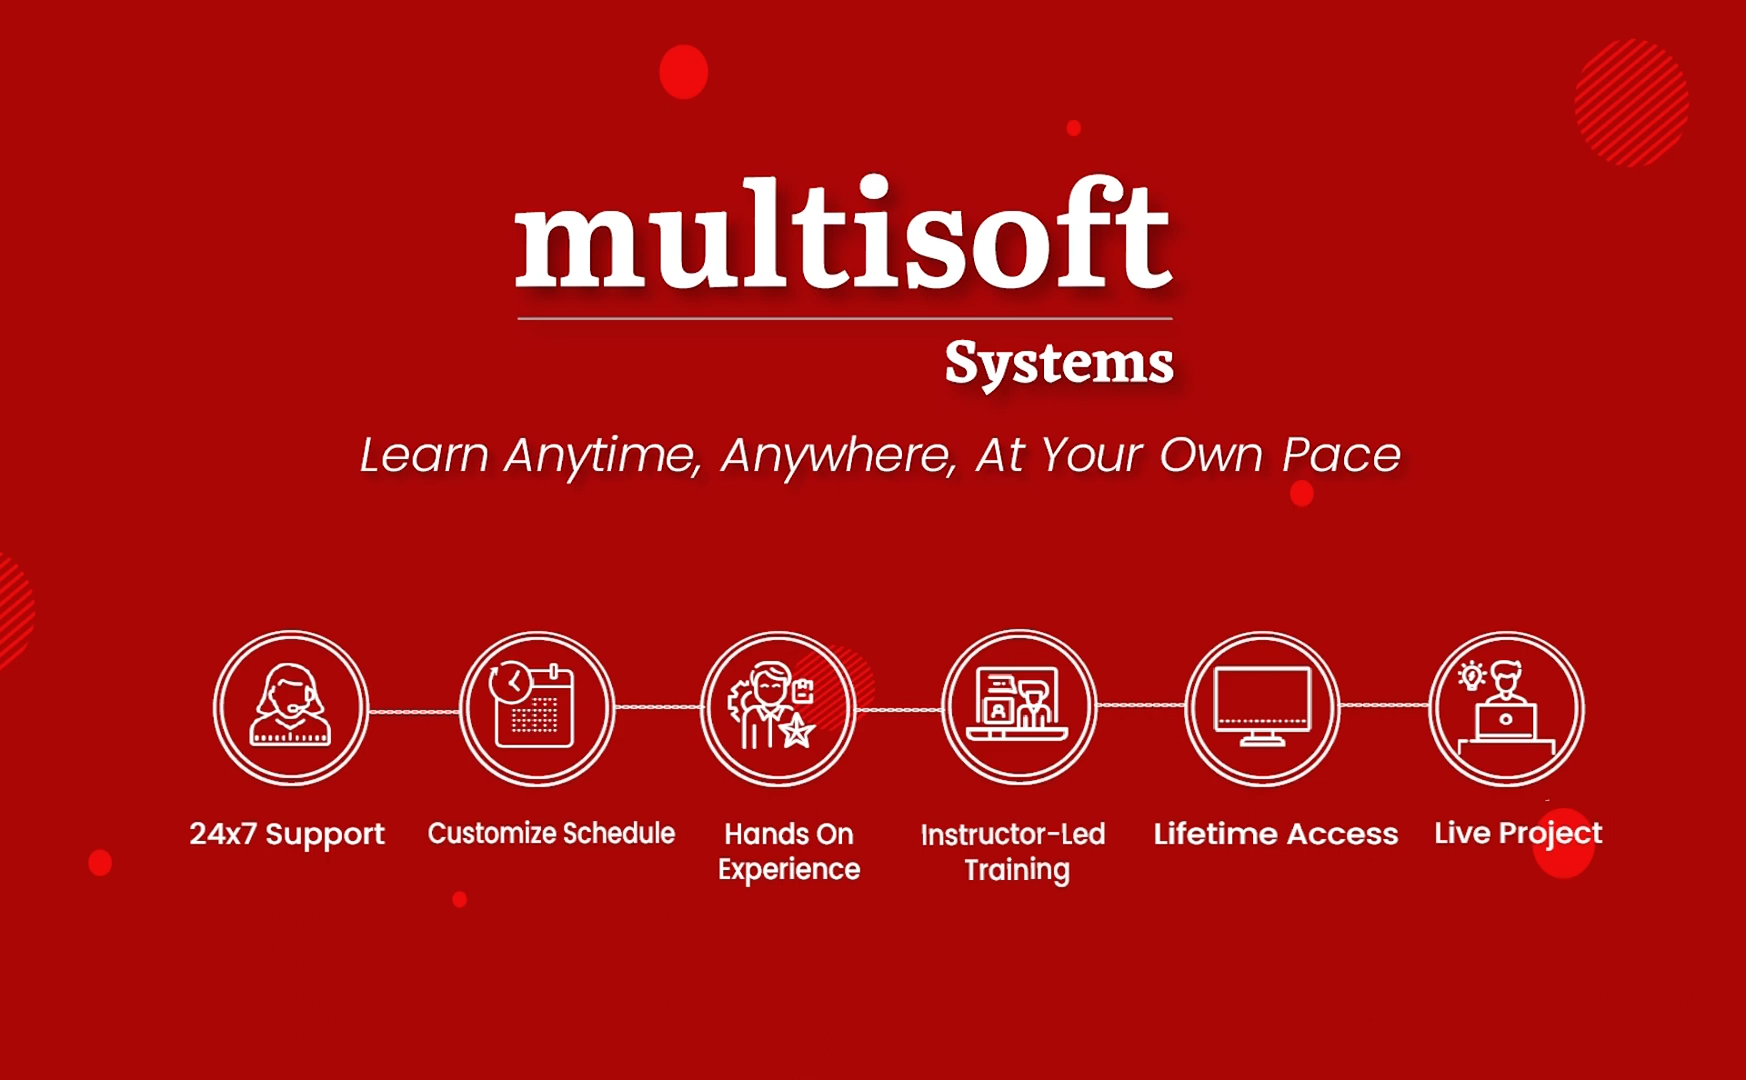 multisoft
Systems
Learn Anytime, Anywhere, At Your Own Pace
24x7 Support
Customize Schedule
Hands On
Experience
Instructor-Led
Training
Lifetime Access
Live Project